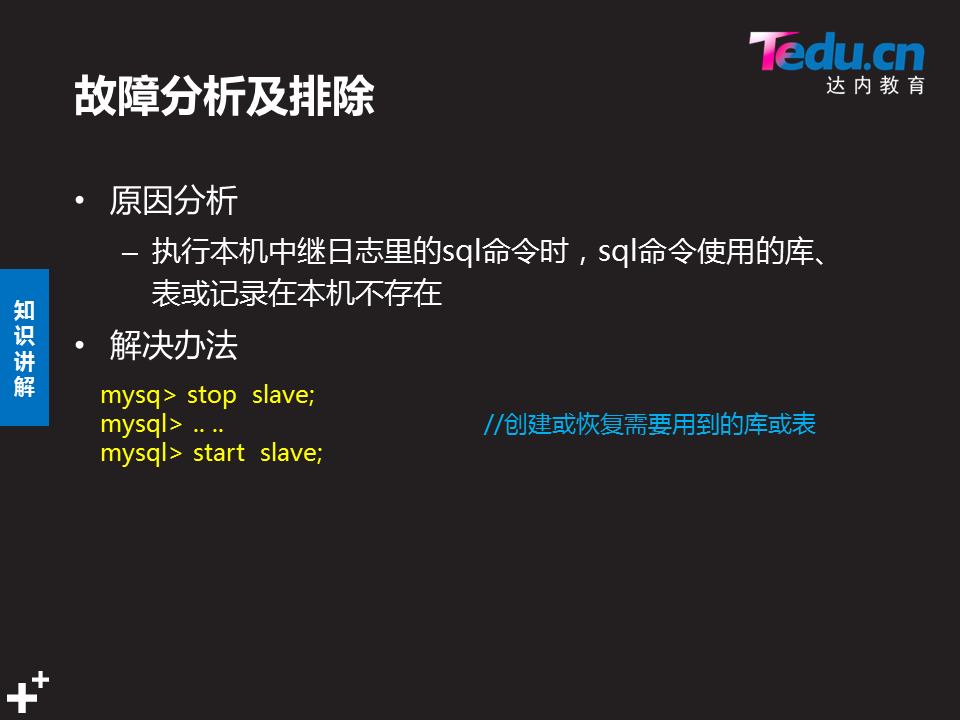 Tedu.cn
达内教育
故障分析及排除
• 原因分析
– 执行本机中继日志里的sql命令时，sql命令使用的库、
表或记录在本机不存在
知识讲解
• 解决办法
mysq> stop  slave;
mysql> .. .. //创建或恢复需要用到的库或表
mysql> start  slave;